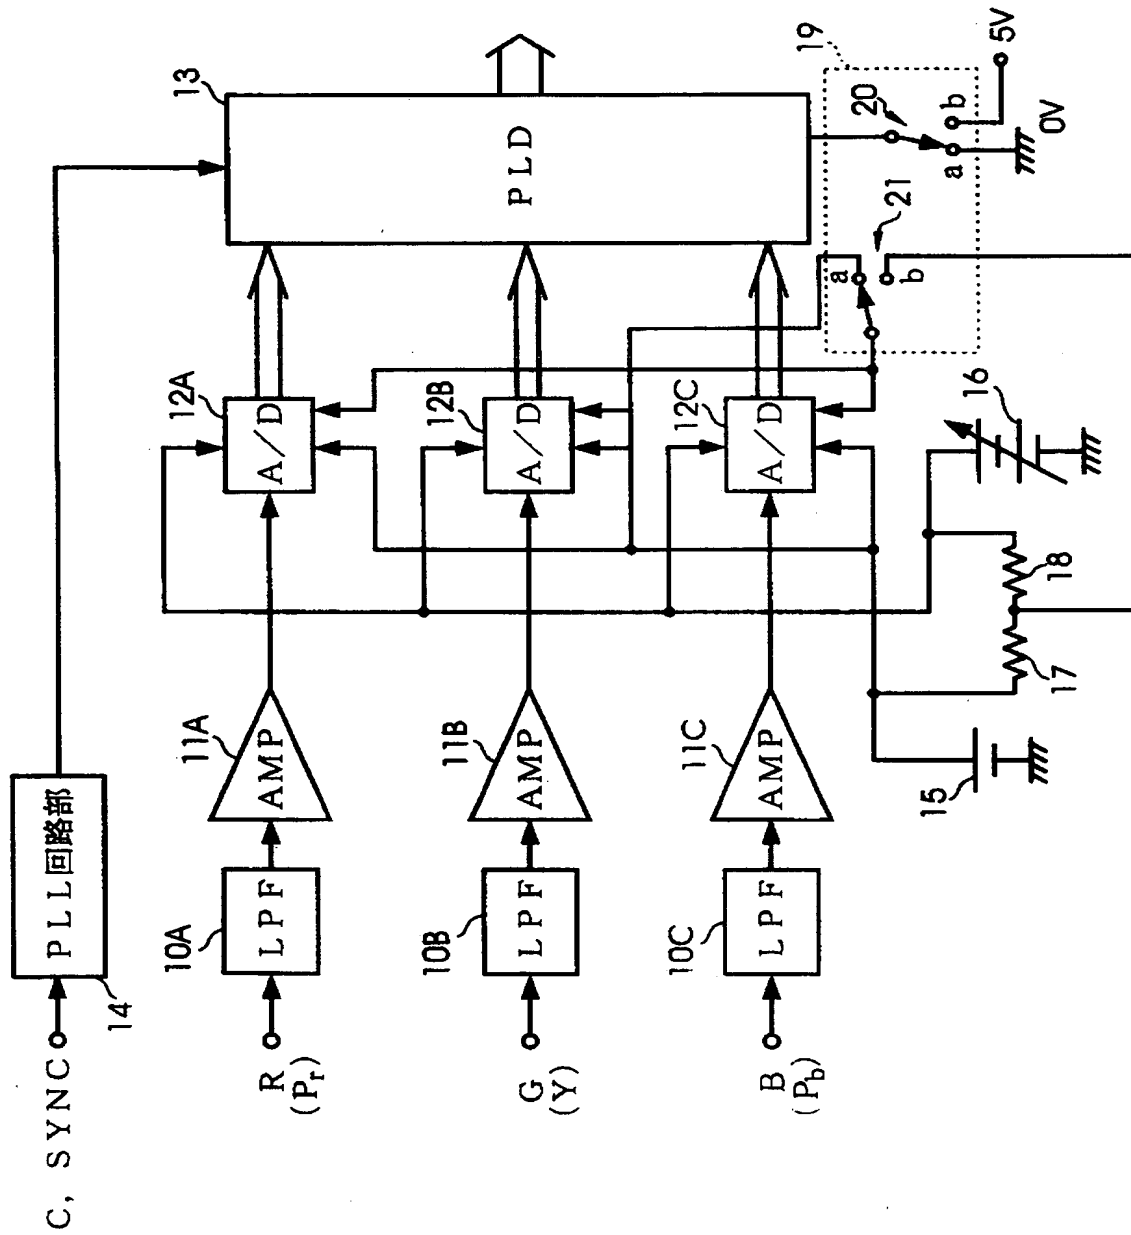 C, SYNC
PLL回路部
14
R
(Pr)
10A
LPF
11A
AMP
12A
A/D
G
(Y)
10B
LPF
11B
AMP
12B
A/D
B
(Pb)
10C
LPF
11C
AMP
12C
A/D
13
PLD
15
16
17
18
19
20
a
b
5V
0V
21
a
b